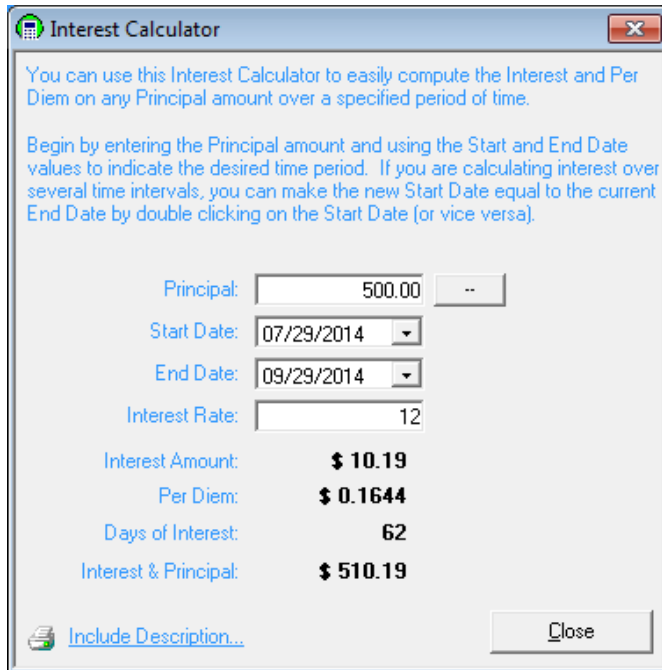 Interest Calculator
You can use this Interest Calculator to easily compute the Interest and Per
Diem on any Principal amount over a specified period of time.
Begin by entering the Principal amount and using the Start and End Date
values to indicate the desired time period.  If you are calculating interest over
several time intervals, you can make the new Start Date equal to the current
End Date by double clicking on the Start Date (or vice versa).
Principal: 500.00 --
Start Date: 07/29/2014
End Date: 09/29/2014
Interest Rate: 12
Interest Amount: $ 10.19
Per Diem: $ 0.1644
Days of Interest: 62
Interest & Principal: $ 510.19
Include Description... Close